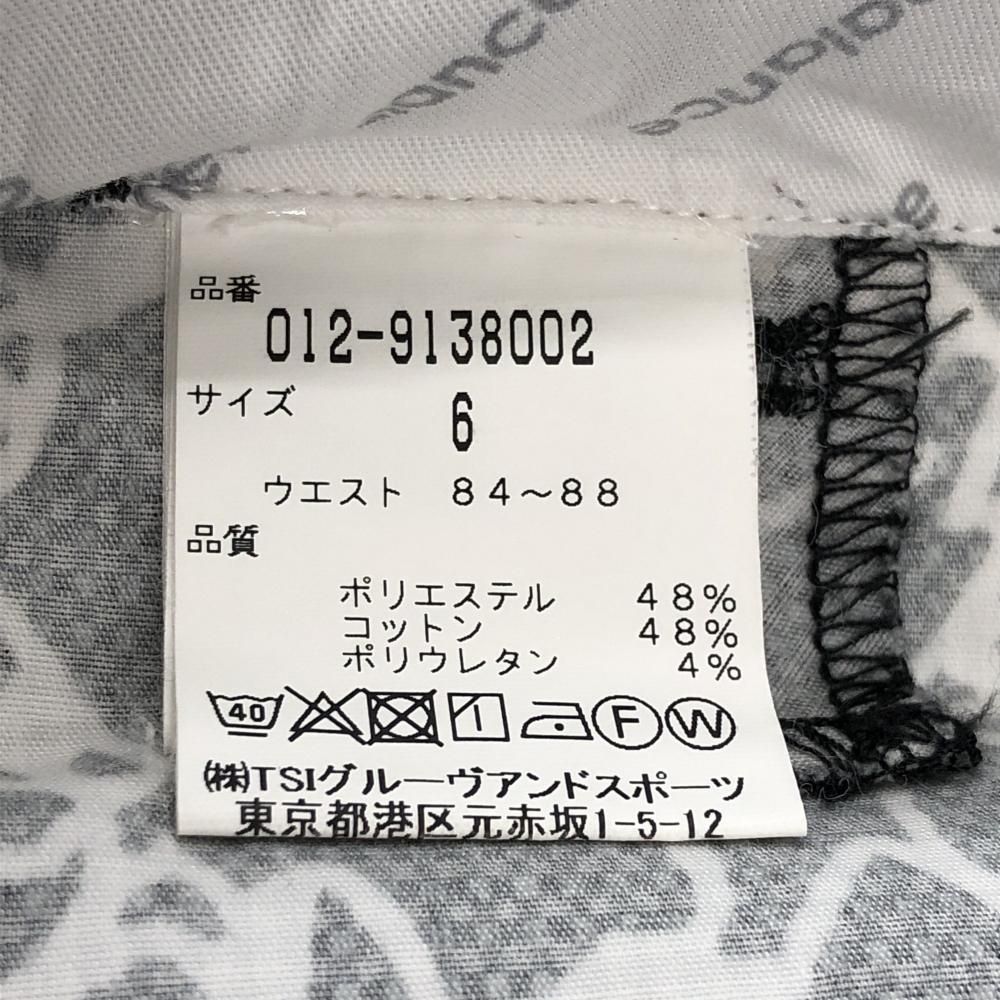 ance
balance
品番
012-9138002
サイズ 6
ウエスト 84～88
品質
ポリエステル 48%
コットン 48%
ポリウレタン 4%
40 F W
㈱TSIグルーヴアンドスポーツ
東京都港区元赤坂1-5-12